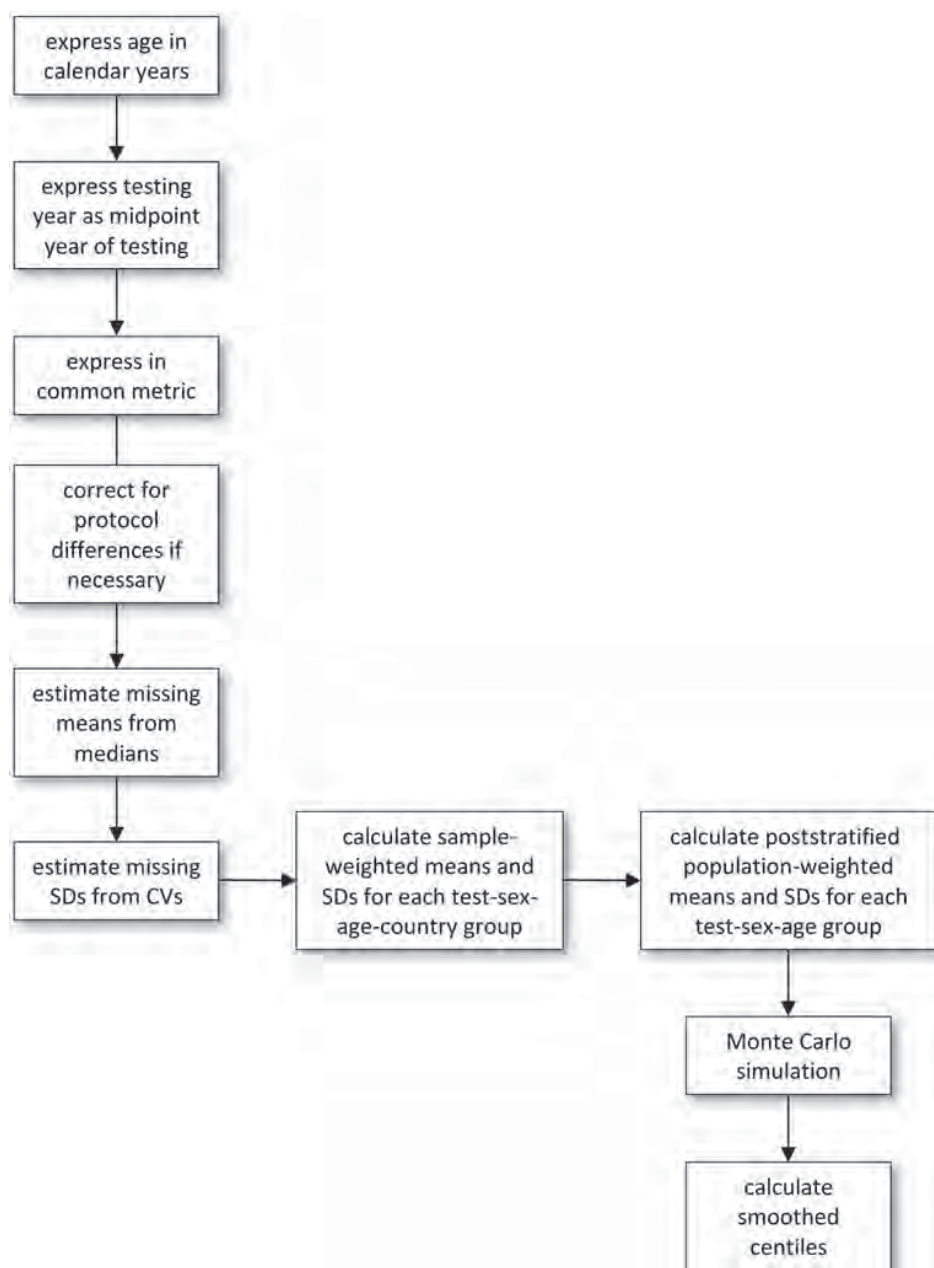 express age in
calendar years
express testing
year as midpoint
year of testing
express in
common metric
correct for
protocol
differences if
necessary
estimate missing
means from
medians
estimate missing
SDs from CVs
calculate sample-
weighted means and
SDs for each test-sex-
age-country group
calculate poststratified
population-weighted
means and SDs for each
test-sex-age group
Monte Carlo
simulation
calculate
smoothed
centiles